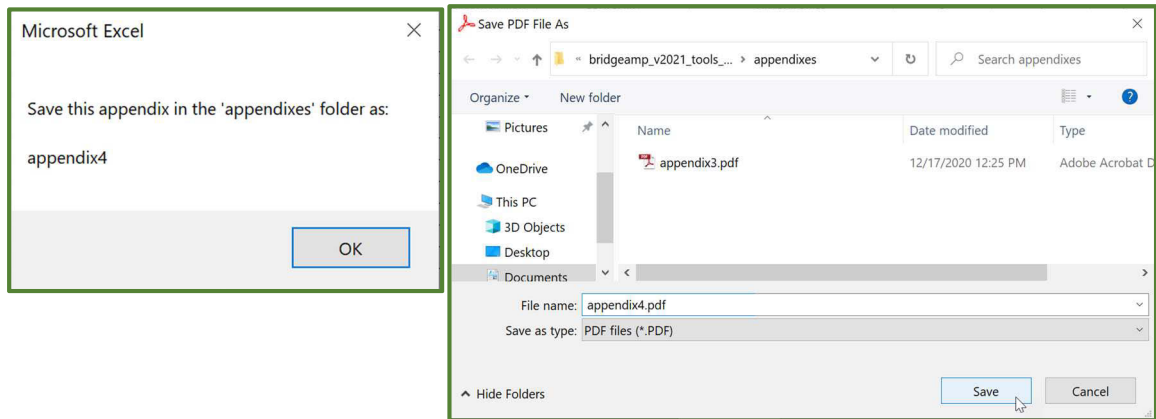 Microsoft Excel
Save this appendix in the 'appendixes' folder as:
appendix4
OK
Save PDF File As
« bridgeamp_v2021_tools_... › appendixes
Search appendixes
Organize
New folder
Name
Date modified
Type
Pictures
OneDrive
This PC
3D Objects
Desktop
Documents
appendix3.pdf
12/17/2020 12:25 PM
Adobe Acrobat D
File name: appendix4.pdf
Save as type: PDF files (*.PDF)
Hide Folders
Save
Cancel